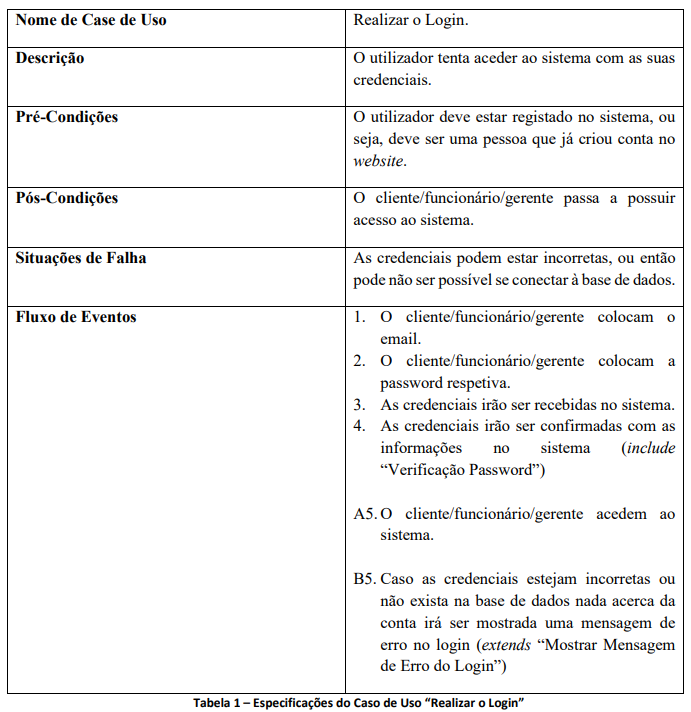 Nome de Case de Uso
Realizar o Login.
Descrição
O utilizador tenta aceder ao sistema com as suas
credenciais.
Pré-Condições
O utilizador deve estar registado no sistema, ou
seja, deve ser uma pessoa que já criou conta no
website.
Pós-Condições
O cliente/funcionário/gerente passa a possuir
acesso ao sistema.
Situações de Falha
As credenciais podem estar incorretas, ou então
pode não ser possível se conectar à base de dados.
Fluxo de Eventos
1. O cliente/funcionário/gerente colocam o
email.
2. O cliente/funcionário/gerente colocam a
password respetiva.
3. As credenciais irão ser recebidas no sistema.
4. As credenciais irão ser confirmadas com as
informações no sistema (include
“Verificação Password”)
A5. O cliente/funcionário/gerente acedem ao
sistema.
B5. Caso as credenciais estejam incorretas ou
não exista na base de dados nada acerca da
conta irá ser mostrada uma mensagem de
erro no login (extends “Mostrar Mensagem
de Erro do Login”)
Tabela 1 – Especificações do Caso de Uso “Realizar o Login”